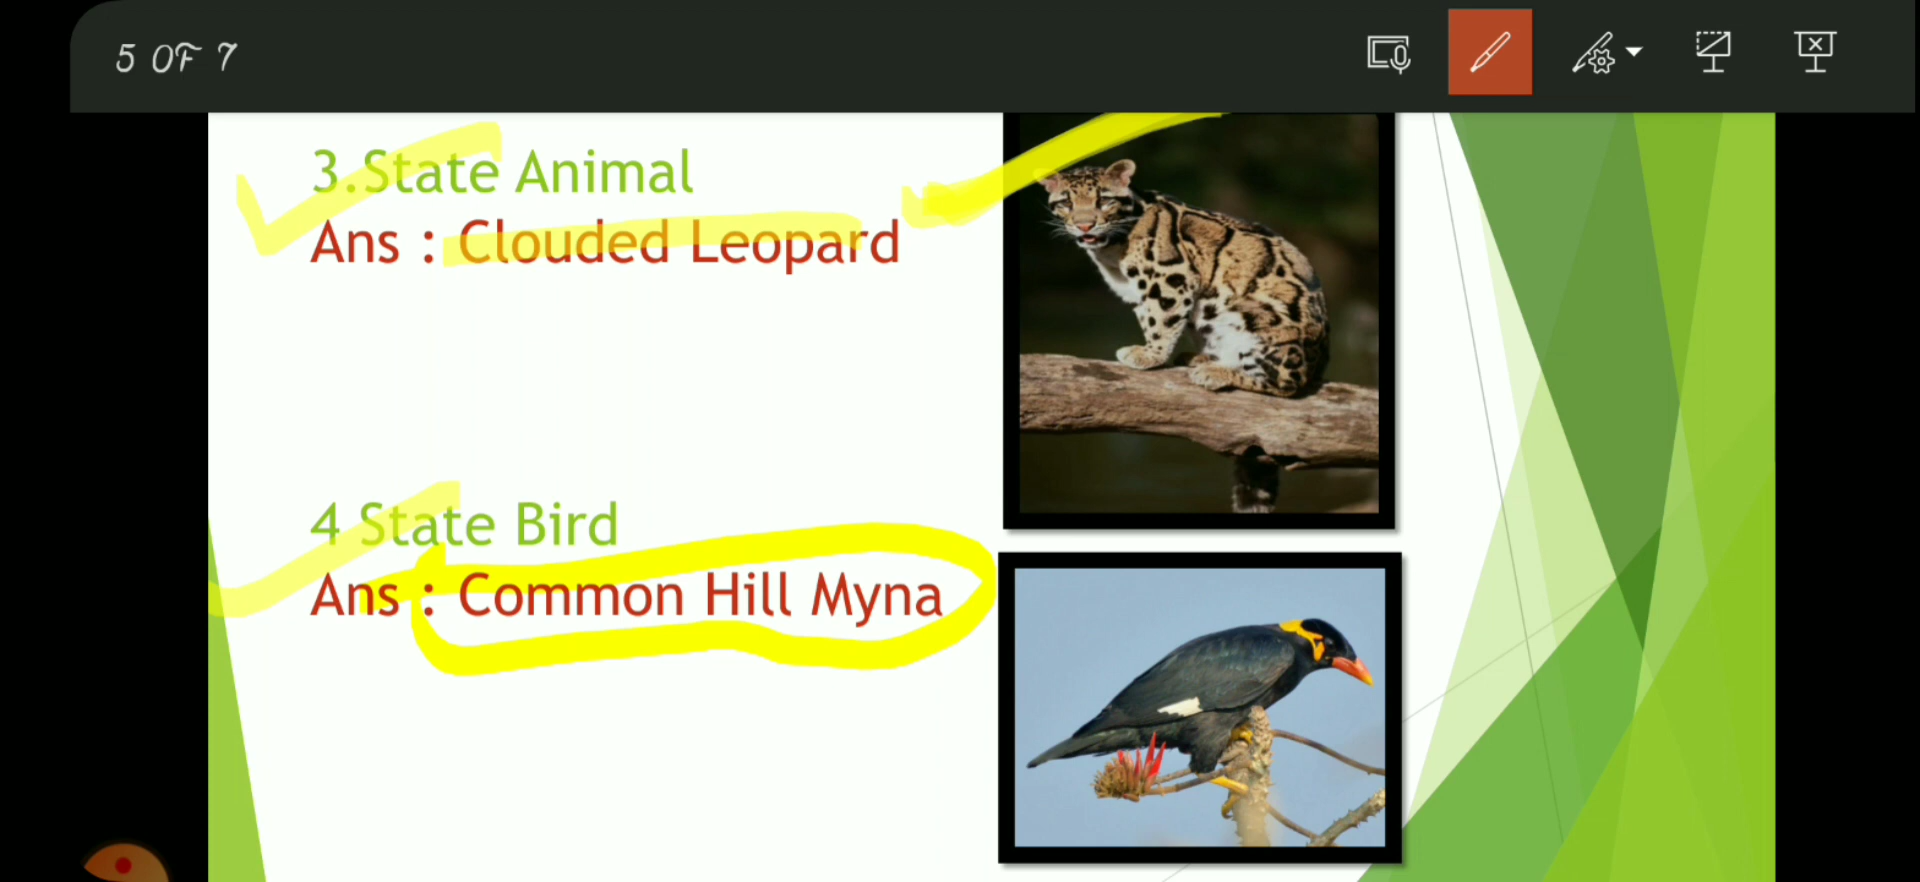 5 OF 7
3.State Animal
Ans : Clouded Leopard
4 State Bird
Ans : Common Hill Myna